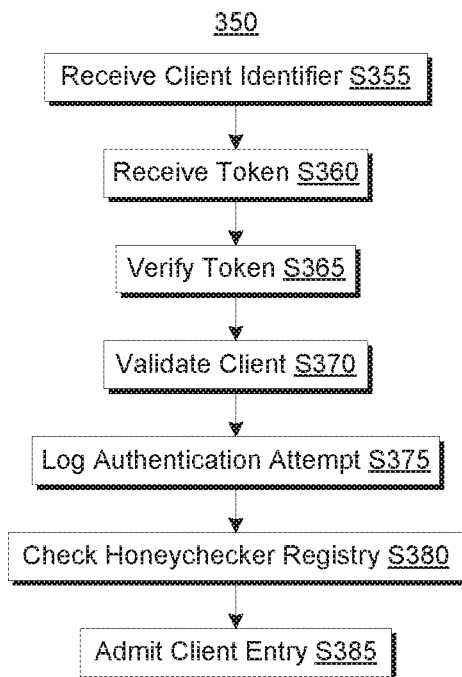 350
Receive Client Identifier S355
Receive Token S360
Verify Token S365
Validate Client S370
Log Authentication Attempt S375
Check Honeychecker Registry S380
Admit Client Entry S385